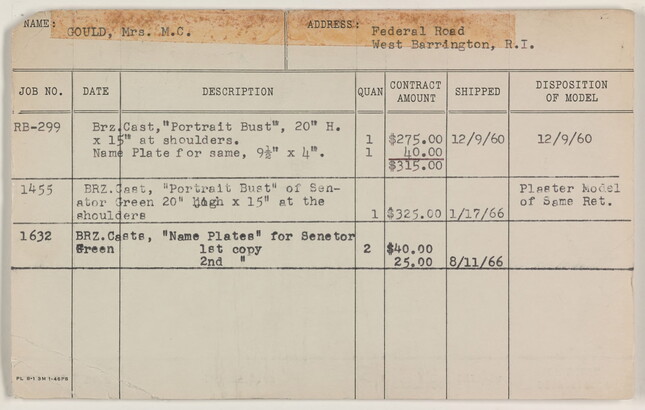 NAME: GOULD, Mrs. M.C. ADDRESS: Federal Road
West Barrington, R.I.
JOB NO. DATE DESCRIPTION QUAN CONTRACT AMOUNT SHIPPED DISPOSITION OF MODEL
RB-299 Brz.Cast,"Portrait Bust", 20" H.
x 15" at shoulders. 1 $275.00 12/9/60 12/9/60
Name Plate for same, 9½" x 4". 1 40.00
$315.00
1455 BRZ.Cast, "Portrait Bust" of Sen- Plaster Model
ator Green 20" high x 15" at the of Same Ret.
shoulders 1 $325.00 1/17/66
1632 BRZ.Casts, "Name Plates" for Senetor
Green 1st copy 2 $40.00
2nd " 25.00 8/11/66